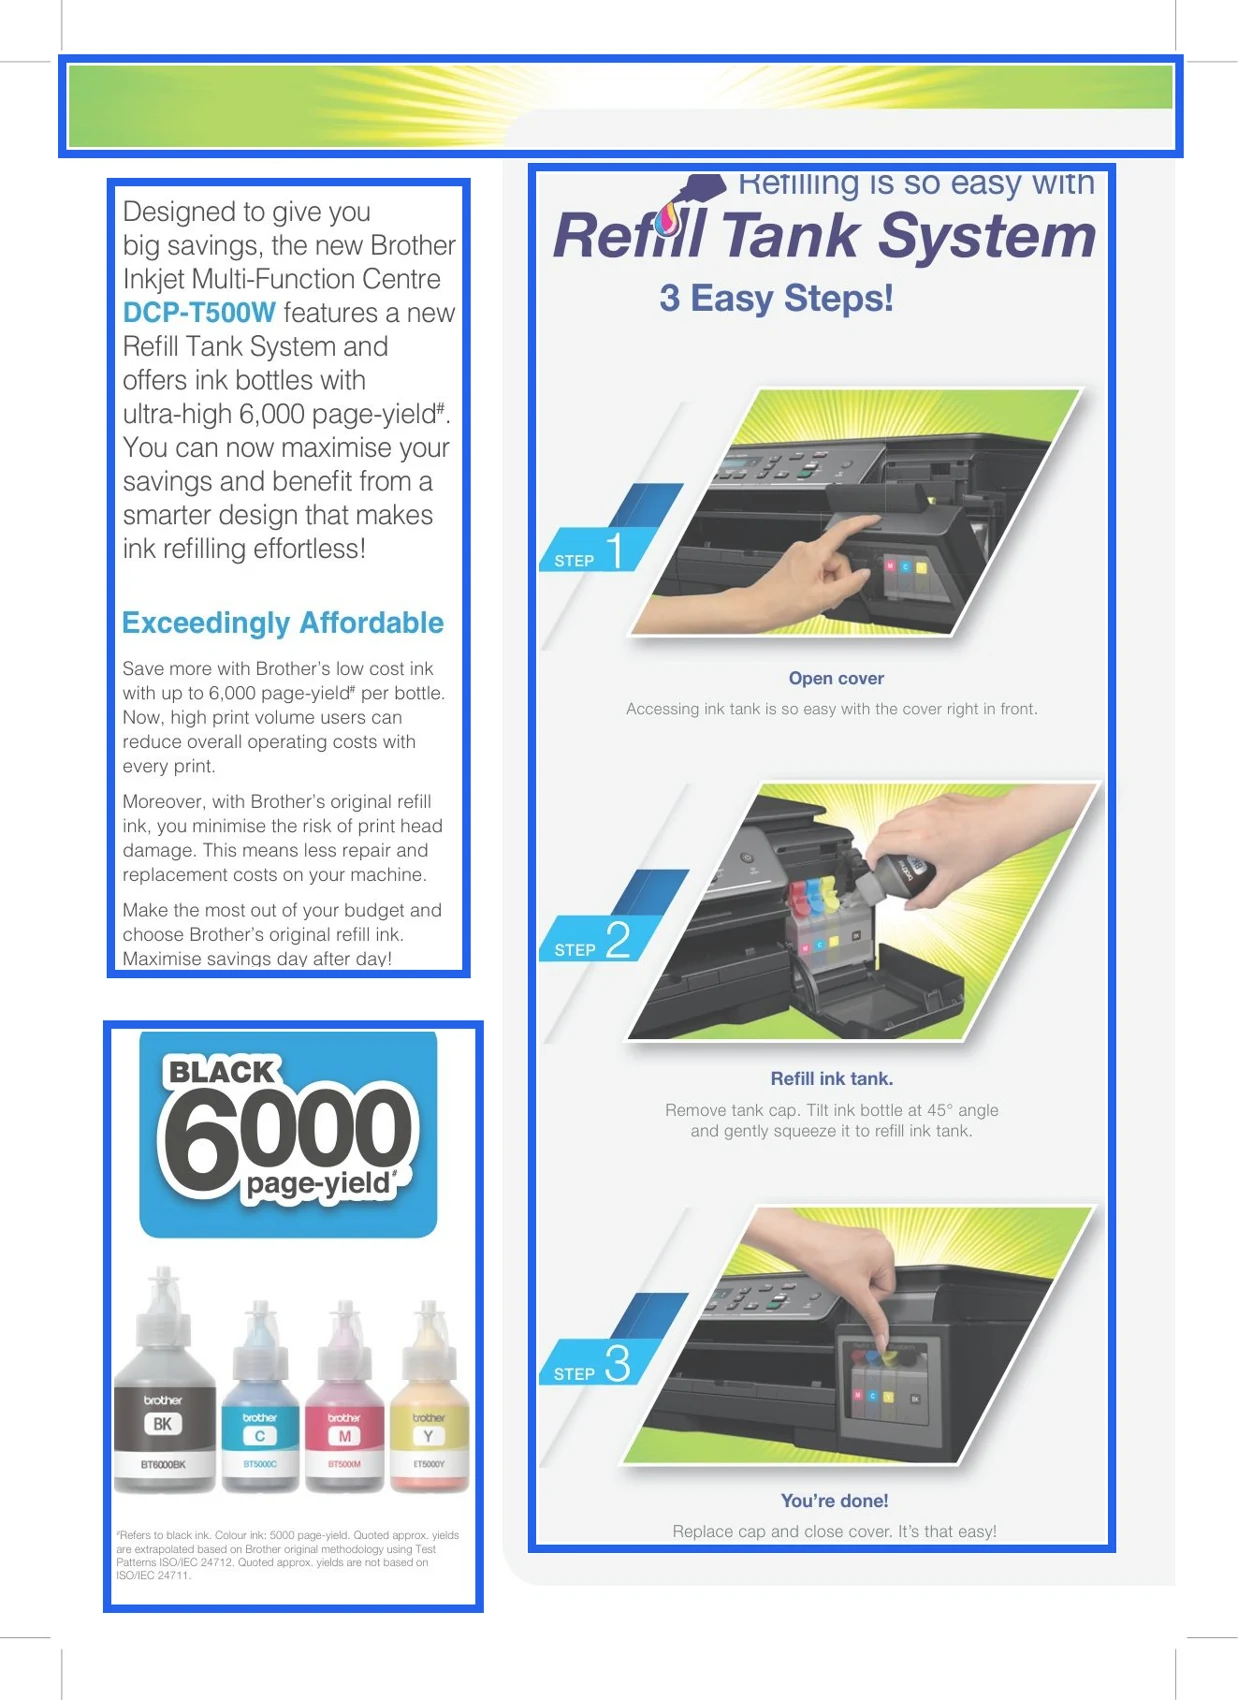 Designed to give you
big savings, the new Brother
Inkjet Multi-Function Centre
DCP-T500W features a new
Refill Tank System and
offers ink bottles with
ultra-high 6,000 page-yield#.
You can now maximise your
savings and benefit from a
smarter design that makes
ink refilling effortless!
Exceedingly Affordable
Save more with Brother’s low cost ink
with up to 6,000 page-yield# per bottle.
Now, high print volume users can
reduce overall operating costs with
every print.
Moreover, with Brother’s original refill
ink, you minimise the risk of print head
damage. This means less repair and
replacement costs on your machine.
Make the most out of your budget and
choose Brother’s original refill ink.
Maximise savings day after day!
BLACK
6000
page-yield#
brother
BK
BT6000BK
brother
C
BT5000C
brother
M
BT5000M
brother
Y
BT5000Y
#Refers to black ink. Colour ink: 5000 page-yield. Quoted approx. yields
are extrapolated based on Brother original methodology using Test
Patterns ISO/IEC 24712. Quoted approx. yields are not based on
ISO/IEC 24711.
Refilling is so easy with
Refill Tank System
3 Easy Steps!
STEP 1
M C Y
Open cover
Accessing ink tank is so easy with the cover right in front.
STEP 2
brother BK
M C Y BK
Refill ink tank.
Remove tank cap. Tilt ink bottle at 45° angle
and gently squeeze it to refill ink tank.
STEP 3
M C Y BK
You’re done!
Replace cap and close cover. It’s that easy!